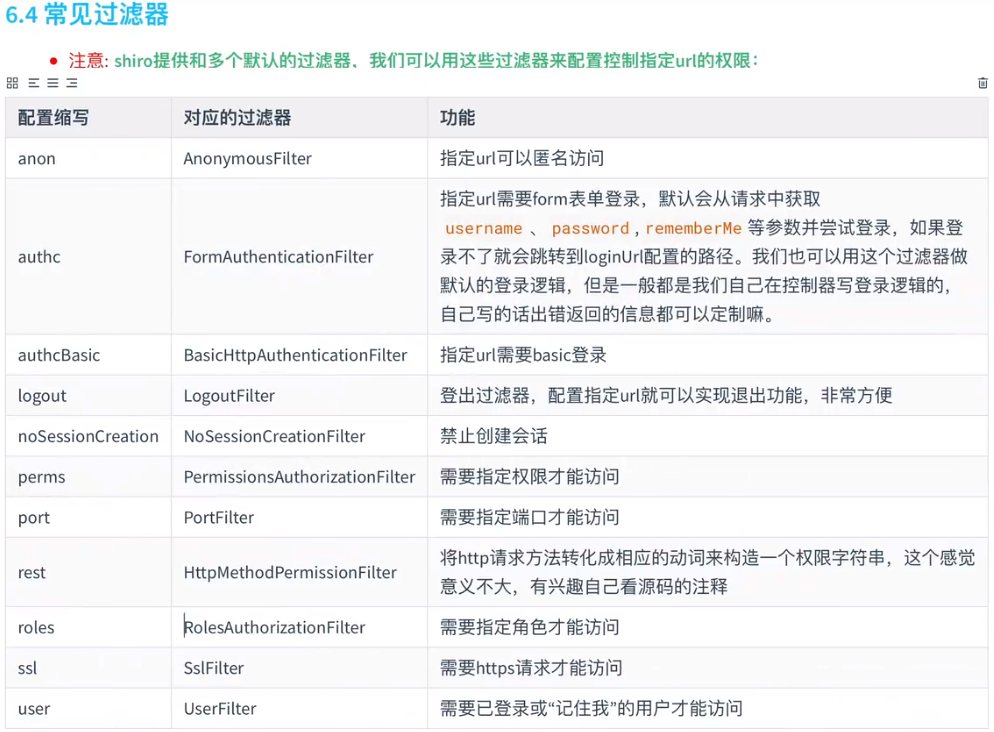 6.4 常见过滤器
注意: shiro提供和多个默认的过滤器、我们可以用这些过滤器来配置控制指定url的权限：
配置缩写 对应的过滤器 功能
anon AnonymousFilter 指定url可以匿名访问
authc FormAuthenticationFilter 指定url需要form表单登录，默认会从请求中获取
username 、 password , rememberMe 等参数并尝试登录，如果登
录不了就会跳转到loginUrl配置的路径。我们也可以用这个过滤器做
默认的登录逻辑，但是一般都是我们自己在控制器写登录逻辑的，
自己写的话出错返回的信息都可以定制嘛。
authcBasic BasicHttpAuthenticationFilter 指定url需要basic登录
logout LogoutFilter 登出过滤器，配置指定url就可以实现退出功能，非常方便
noSessionCreation NoSessionCreationFilter 禁止创建会话
perms PermissionsAuthorizationFilter 需要指定权限才能访问
port PortFilter 需要指定端口才能访问
rest HttpMethodPermissionFilter 将http请求方法转化成相应的动词来构造一个权限字符串，这个感觉
意义不大，有兴趣自己看源码的注释
roles RolesAuthorizationFilter 需要指定角色才能访问
ssl SslFilter 需要https请求才能访问
user UserFilter 需要已登录或“记住我”的用户才能访问